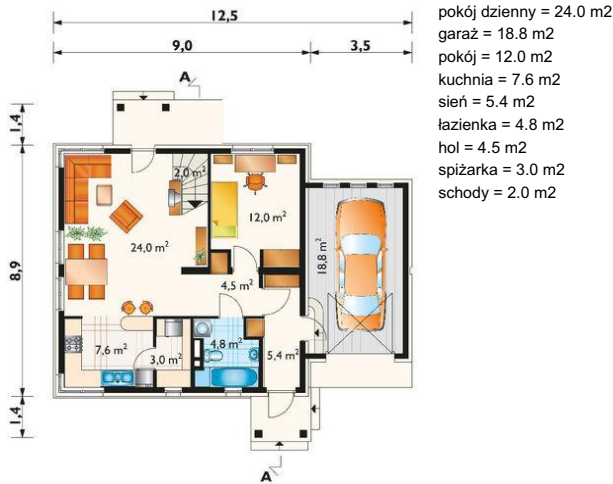 12,5
9,0
3,5
A
1,4
8,9
1,4
2,0 m²
12,0 m²
24,0 m²
18,8 m²
4,5 m²
7,6 m²
3,0 m²
4,8 m²
5,4 m²
A
pokój dzienny = 24.0 m2
garaż = 18.8 m2
pokój = 12.0 m2
kuchnia = 7.6 m2
sień = 5.4 m2
łazienka = 4.8 m2
hol = 4.5 m2
spiżarka = 3.0 m2
schody = 2.0 m2